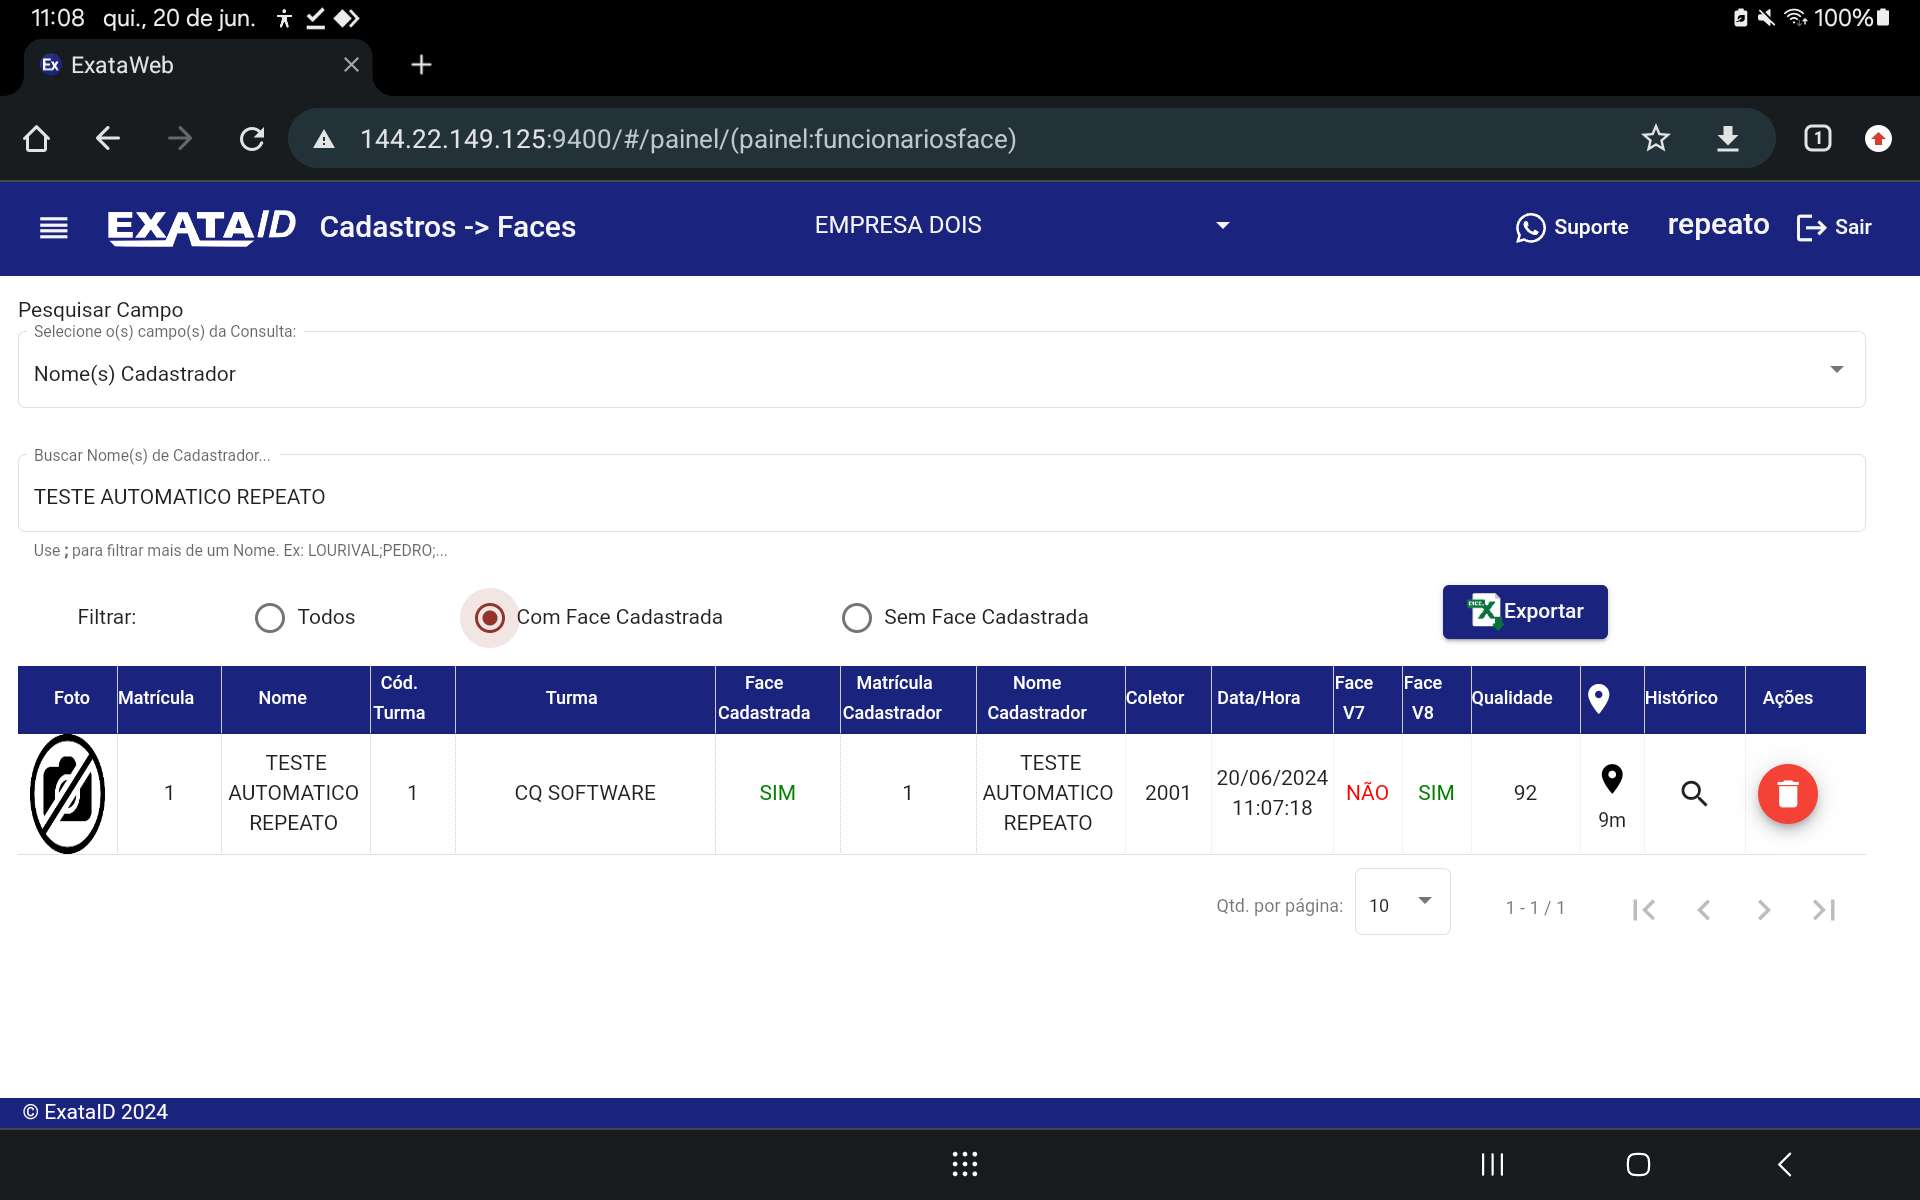 11:08 qui., 20 de jun. 100%
Ex ExataWeb
144.22.149.125:9400/#/painel/(painel:funcionariosface) 1
EXATA ID Cadastros -> Faces EMPRESA DOIS Suporte repeato Sair
Pesquisar Campo
Selecione o(s) campo(s) da Consulta:
Nome(s) Cadastrador
Buscar Nome(s) de Cadastrador...
TESTE AUTOMATICO REPEATO
Use ; para filtrar mais de um Nome. Ex: LOURIVAL;PEDRO;...
Filtrar: Todos Com Face Cadastrada Sem Face Cadastrada Exportar
Foto Matrícula Nome Cód. Turma Turma Face Cadastrada Matrícula Cadastrador Nome Cadastrador Coletor Data/Hora Face V7 Face V8 Qualidade Histórico Ações
1 TESTE AUTOMATICO REPEATO 1 CQ SOFTWARE SIM 1 TESTE AUTOMATICO REPEATO 2001 20/06/2024 11:07:18 NÃO SIM 92 9m
Qtd. por página: 10 1 - 1 / 1
© ExataID 2024